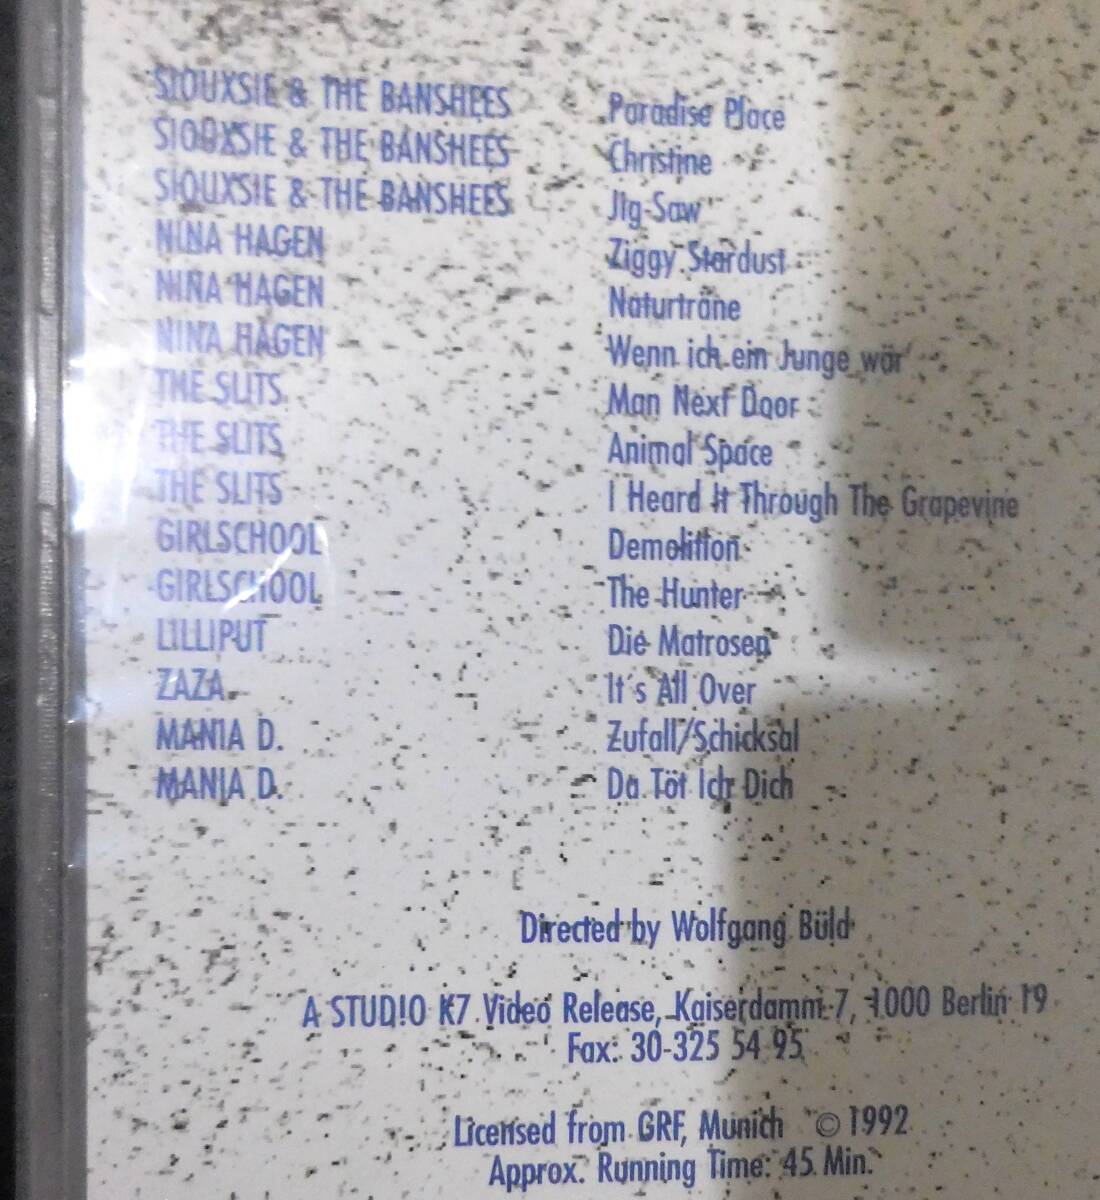 SIOUXSIE & THE BANSHEES Paradise Place
SIOUXSIE & THE BANSHEES Christine
SIOUXSIE & THE BANSHEES Jig-Saw
NINA HAGEN Ziggy Stardust
NINA HAGEN Naturträne
NINA HAGEN Wenn ich ein Junge wär
THE SLITS Man Next Door
THE SLITS Animal Space
THE SLITS I Heard It Through The Grapevine
GIRLSCHOOL Demolition
GIRLSCHOOL The Hunter
LILLIPUT Die Matrosen
ZAZA It's All Over
MANIA D. Zufall/Schicksal
MANIA D. Da Töt Ich Dich
Directed by Wolfgang Büld
A STUD!O K7 Video Release, Kaiserdamm 7, 1000 Berlin 19
Fax: 30-325 54 95
Licensed from GRF, Munich © 1992
Approx. Running Time: 45 Min.